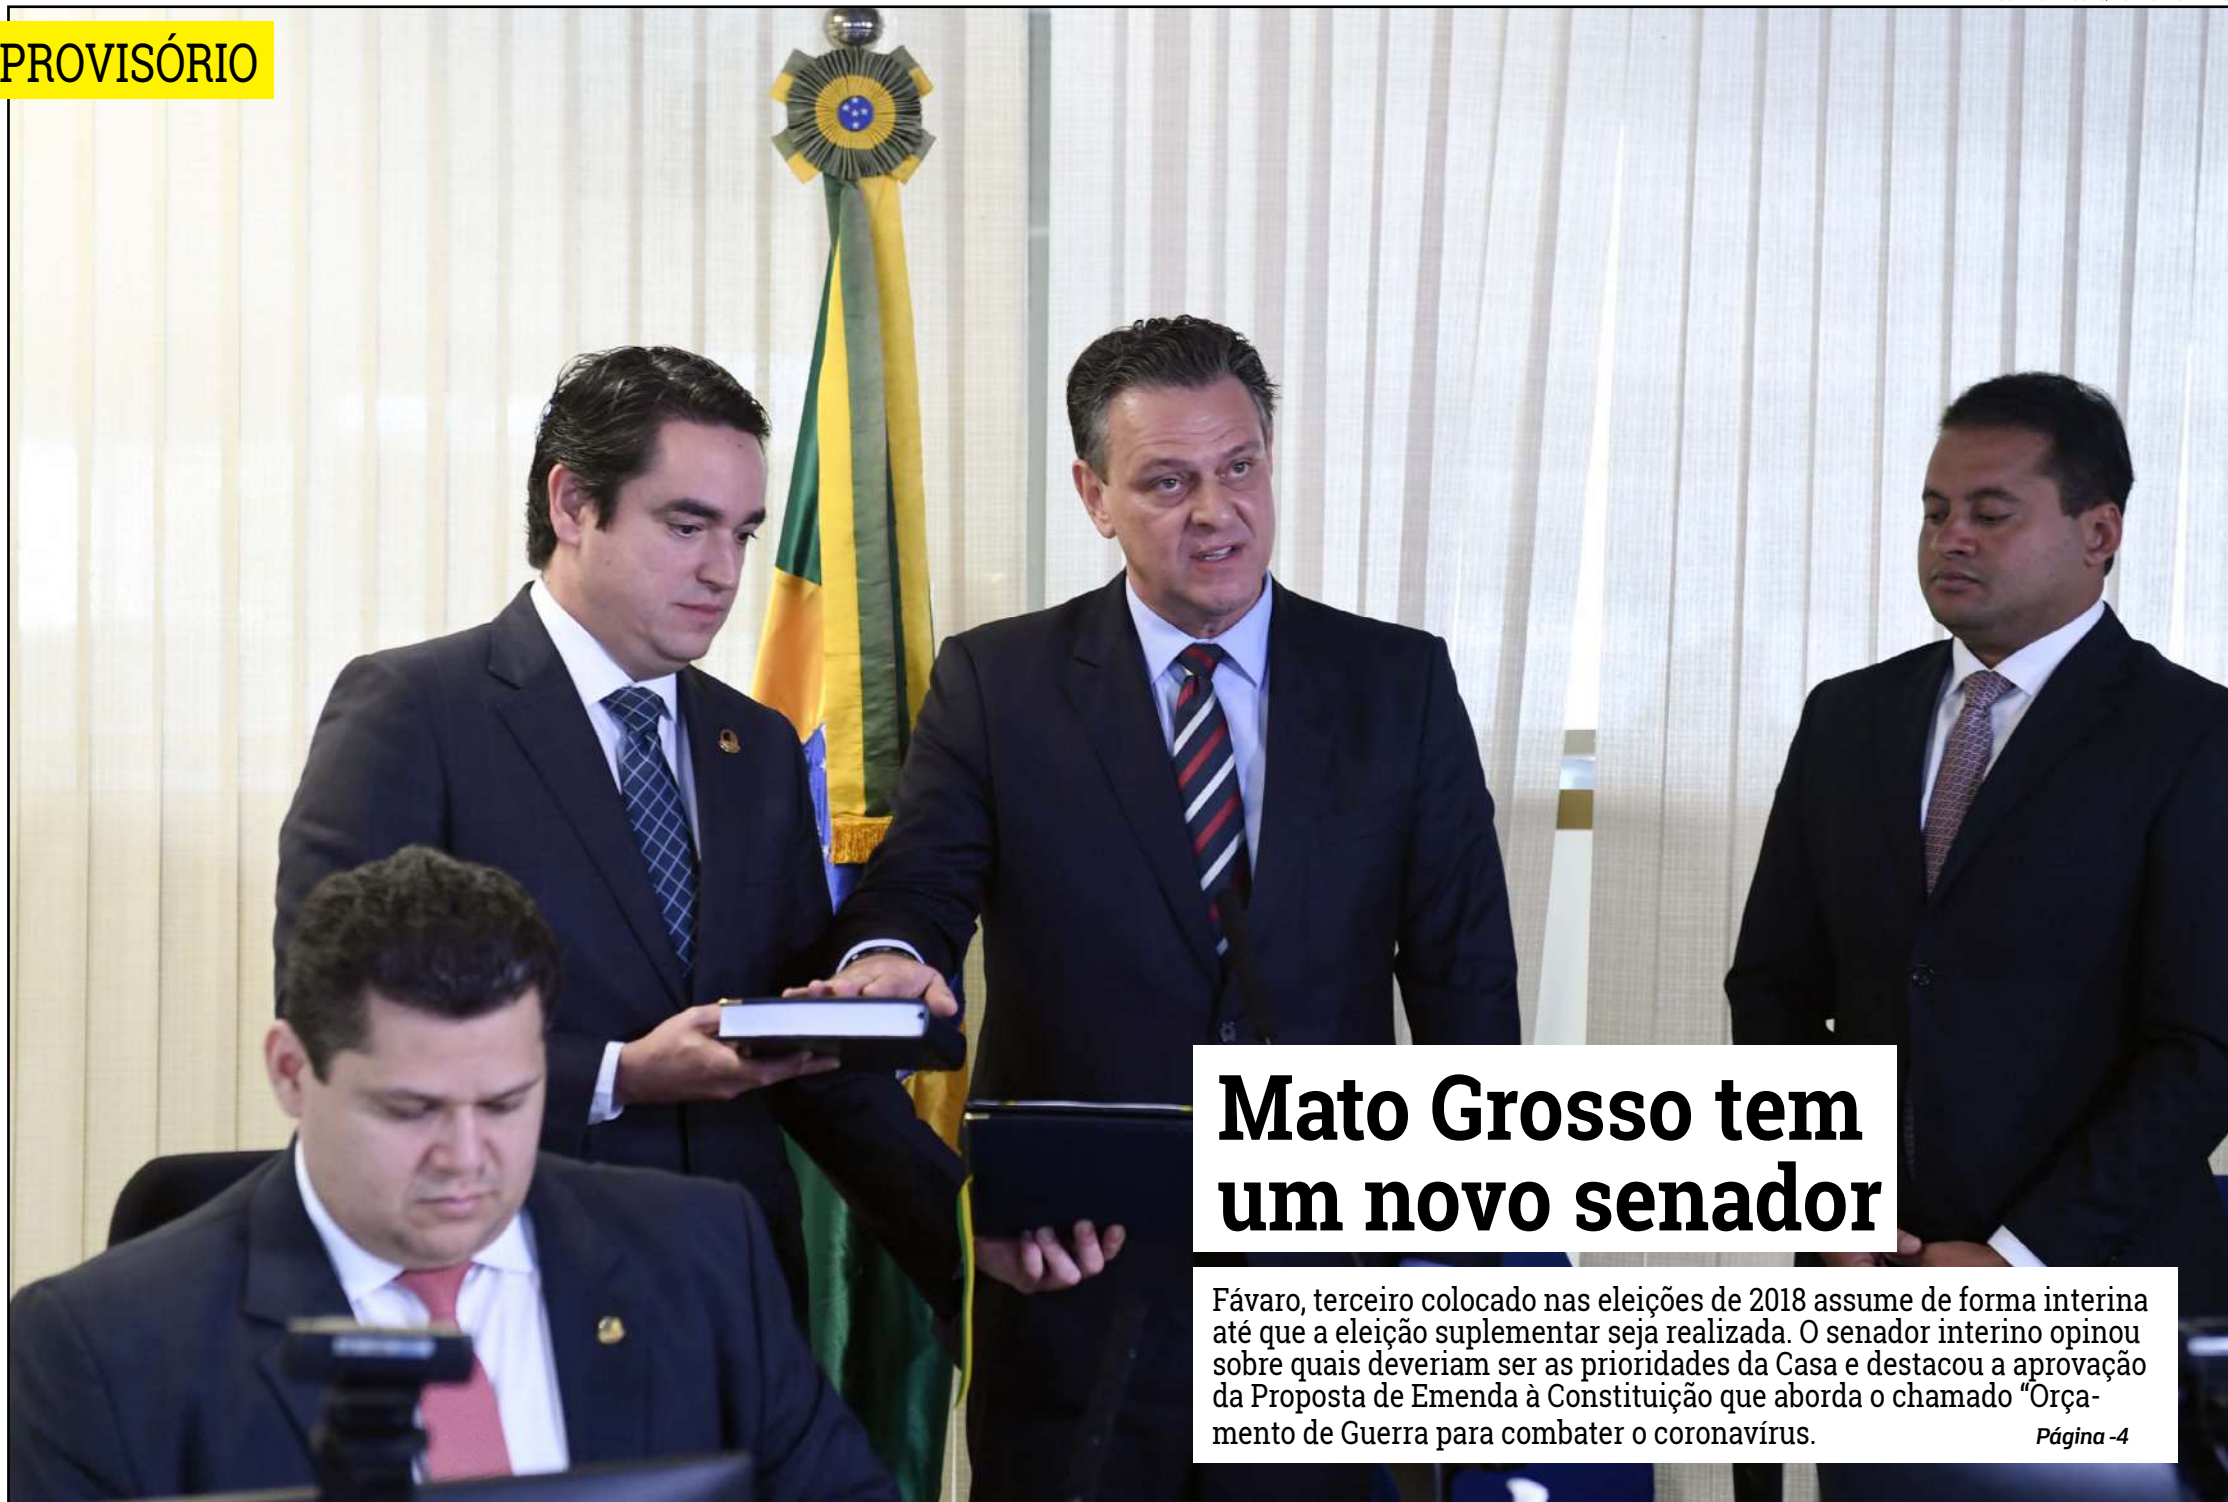 PROVISÓRIO
Mato Grosso tem
um novo senador
Fávaro, terceiro colocado nas eleições de 2018 assume de forma interina
até que a eleição suplementar seja realizada. O senador interino opinou
sobre quais deveriam ser as prioridades da Casa e destacou a aprovação
da Proposta de Emenda à Constituição que aborda o chamado “Orça-
mento de Guerra para combater o coronavírus. Página -4